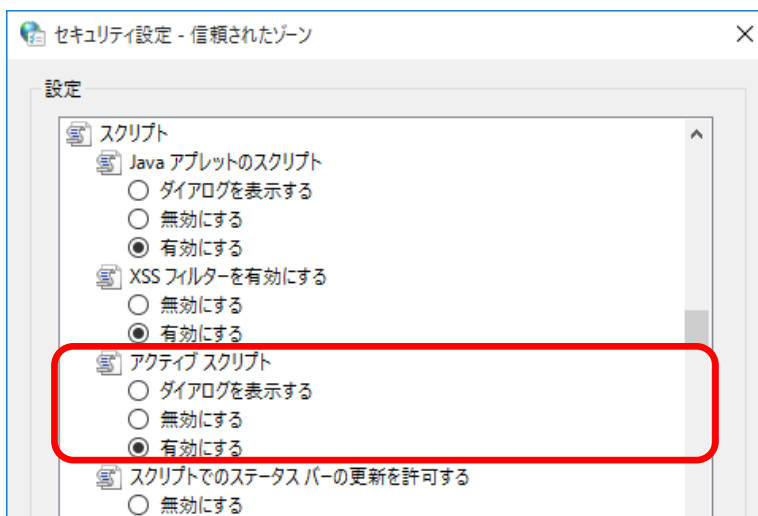 セキュリティ設定 - 信頼されたゾーン
設定
スクリプト
Java アプレットのスクリプト
ダイアログを表示する
無効にする
有効にする
XSS フィルターを有効にする
無効にする
有効にする
アクティブ スクリプト
ダイアログを表示する
無効にする
有効にする
スクリプトでのステータス バーの更新を許可する
無効にする